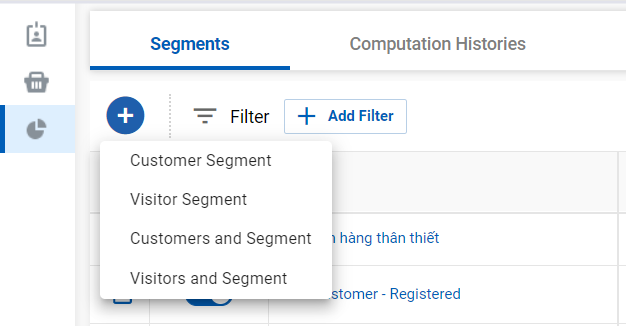 Segments
Computation Histories
Filter
Add Filter
Customer Segment
Visitor Segment
Customers and Segment
Visitors and Segment
hàng thân thiết
- Registered